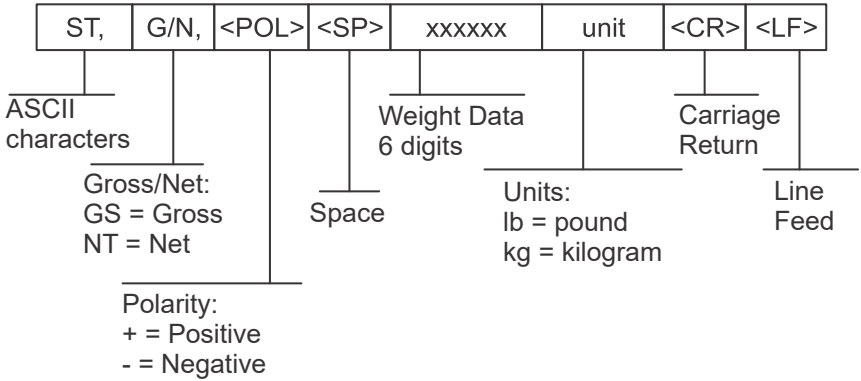 ST, G/N, <POL> <SP> xxxxxx unit <CR> <LF>
ASCII
characters
Gross/Net:
GS = Gross
NT = Net
Polarity:
+ = Positive
- = Negative
Space
Weight Data
6 digits
Units:
lb = pound
kg = kilogram
Carriage
Return
Line
Feed